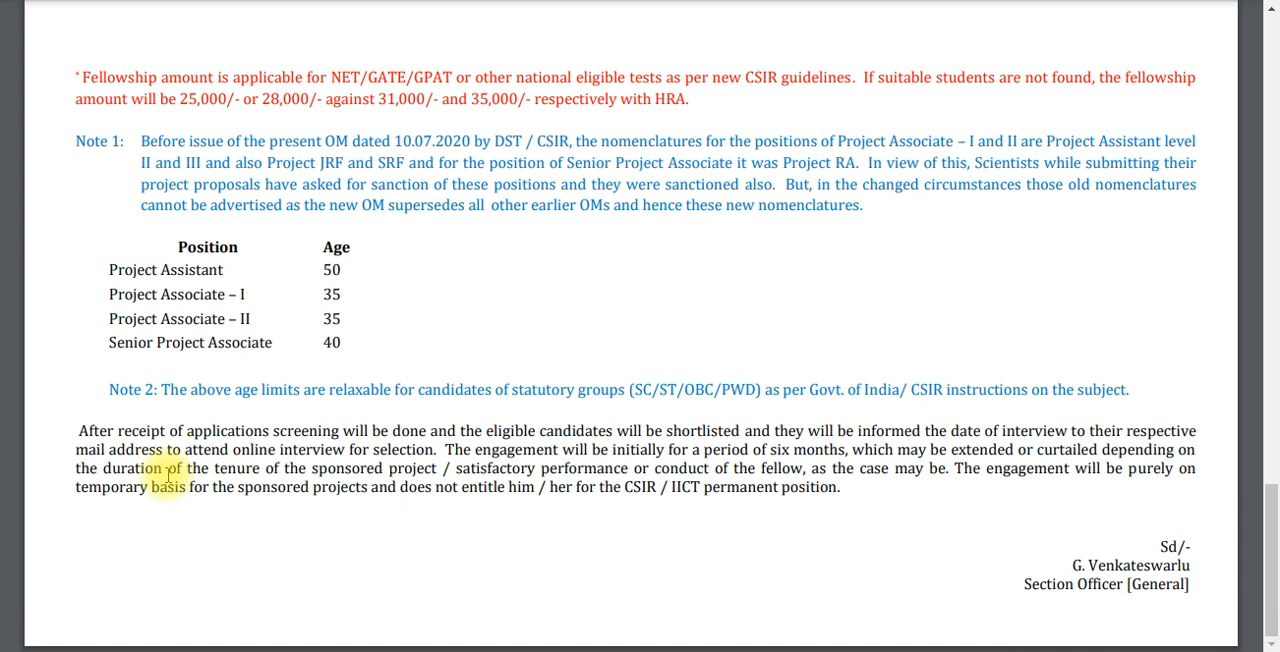 * Fellowship amount is applicable for NET/GATE/GPAT or other national eligible tests as per new CSIR guidelines. If suitable students are not found, the fellowship
amount will be 25,000/- or 28,000/- against 31,000/- and 35,000/- respectively with HRA.
Note 1: Before issue of the present OM dated 10.07.2020 by DST / CSIR, the nomenclatures for the positions of Project Associate – I and II are Project Assistant level
II and III and also Project JRF and SRF and for the position of Senior Project Associate it was Project RA. In view of this, Scientists while submitting their
project proposals have asked for sanction of these positions and they were sanctioned also. But, in the changed circumstances those old nomenclatures
cannot be advertised as the new OM supersedes all other earlier OMs and hence these new nomenclatures.
Position Age
Project Assistant 50
Project Associate – I 35
Project Associate – II 35
Senior Project Associate 40
Note 2: The above age limits are relaxable for candidates of statutory groups (SC/ST/OBC/PWD) as per Govt. of India/ CSIR instructions on the subject.
After receipt of applications screening will be done and the eligible candidates will be shortlisted and they will be informed the date of interview to their respective
mail address to attend online interview for selection. The engagement will be initially for a period of six months, which may be extended or curtailed depending on
the duration of the tenure of the sponsored project / satisfactory performance or conduct of the fellow, as the case may be. The engagement will be purely on
temporary basis for the sponsored projects and does not entitle him / her for the CSIR / IICT permanent position.
Sd/-
G. Venkateswarlu
Section Officer [General]